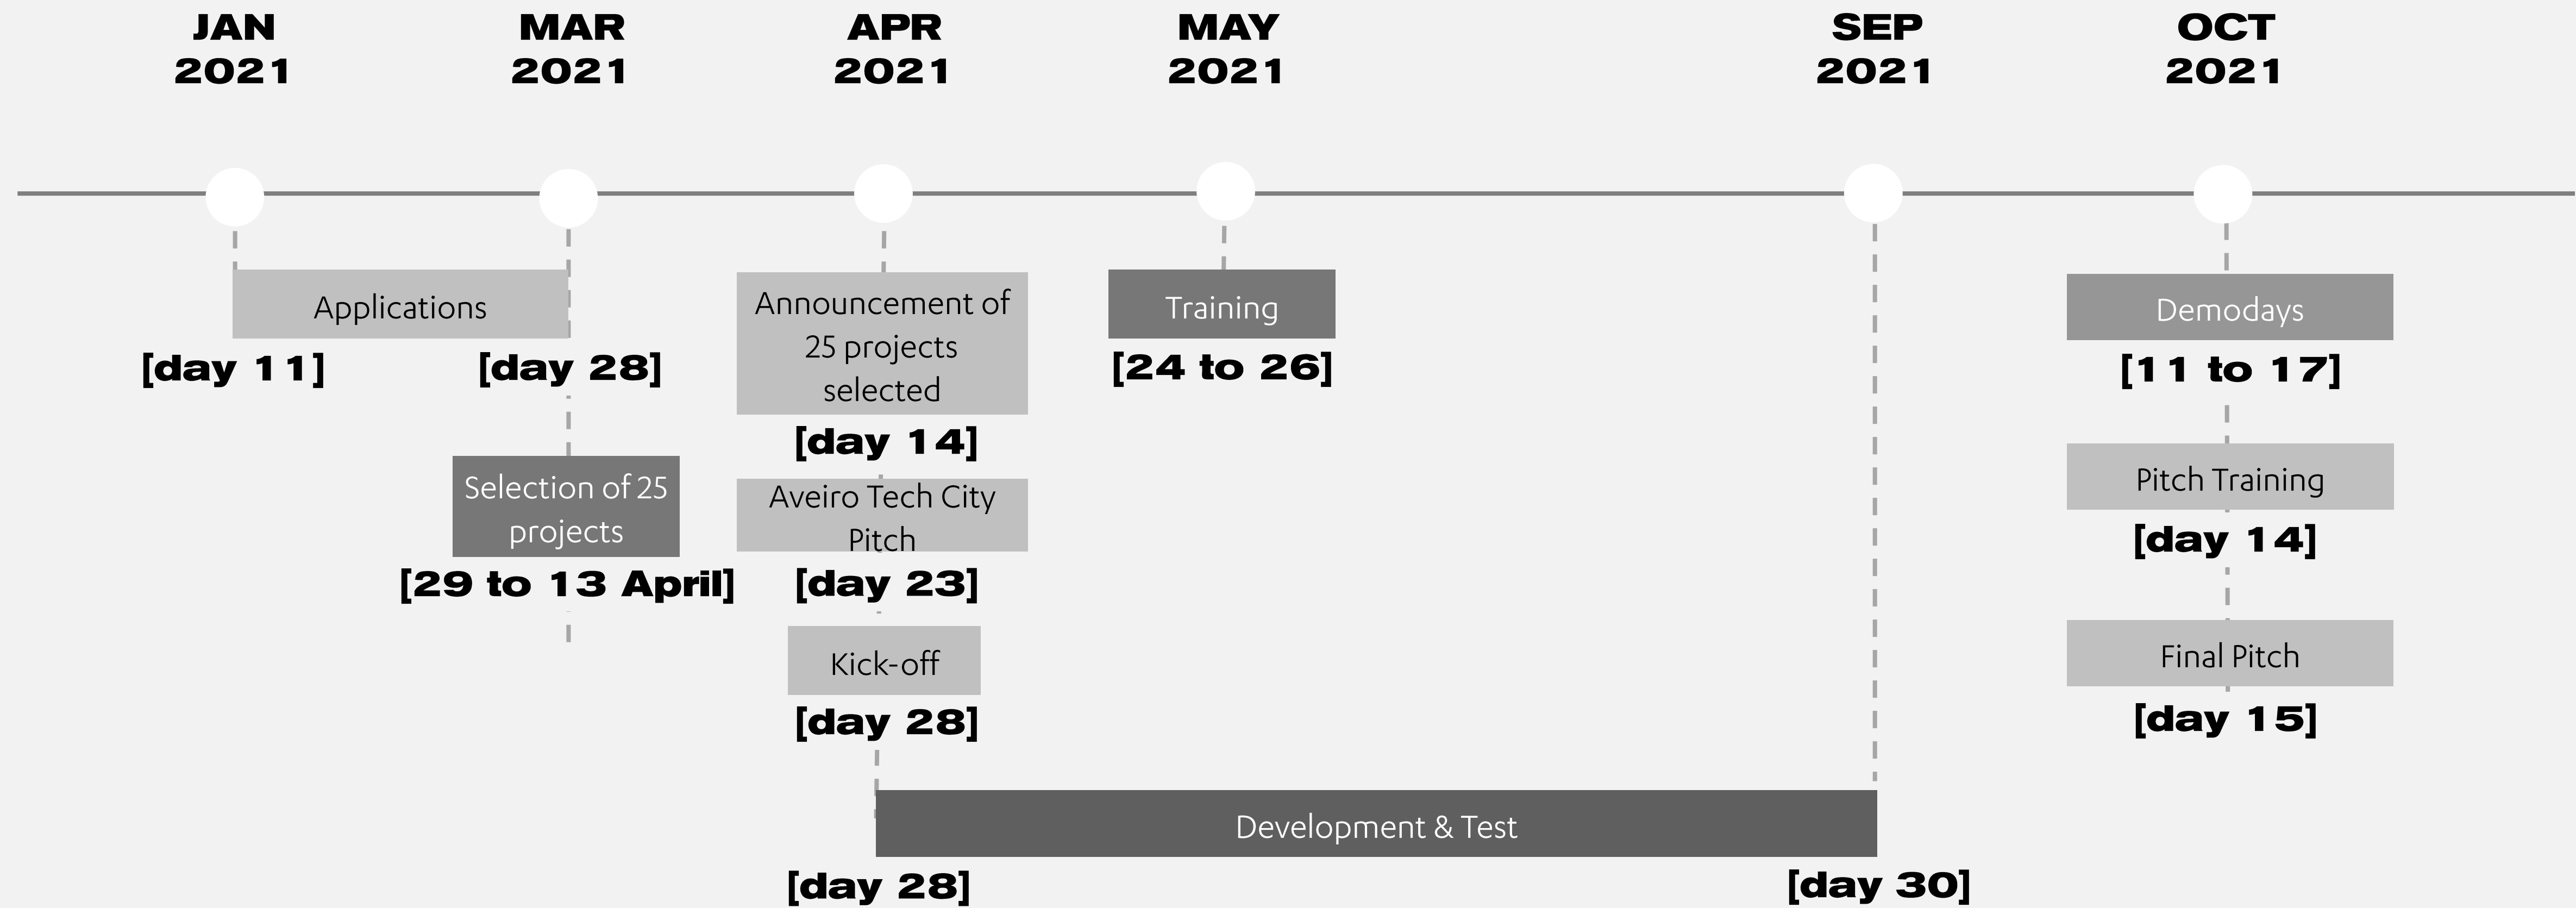 JAN
2021
MAR
2021
APR
2021
MAY
2021
SEP
2021
OCT
2021
Applications
[day 11]
[day 28]
Selection of 25
projects
[29 to 13 April]
Announcement of
25 projects
selected
[day 14]
Aveiro Tech City
Pitch
[day 23]
Kick-off
[day 28]
Training
[24 to 26]
Development & Test
[day 28]
[day 30]
Demodays
[11 to 17]
Pitch Training
[day 14]
Final Pitch
[day 15]